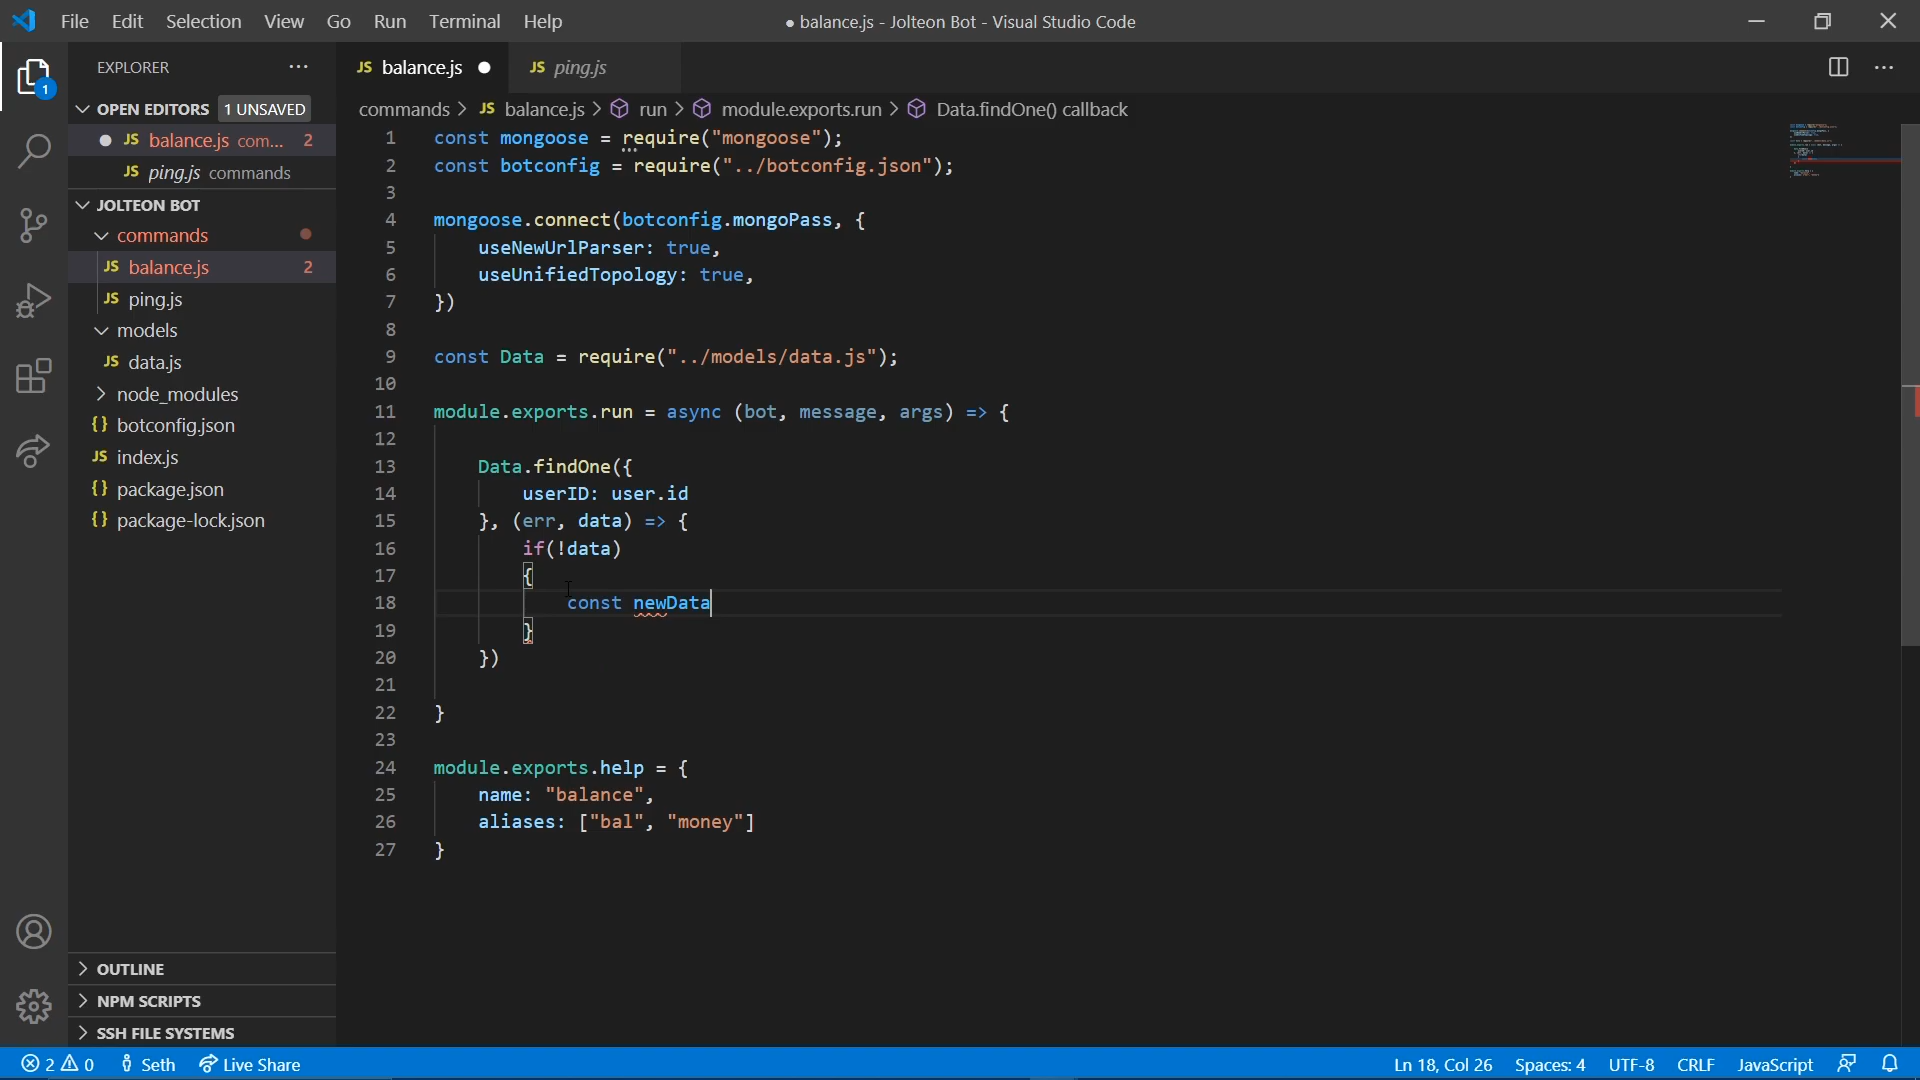 File Edit Selection View Go Run Terminal Help
● balance.js - Jolteon Bot - Visual Studio Code
EXPLORER ···
JS balance.js ●
JS ping.js
1
OPEN EDITORS 1 UNSAVED
commands > JS balance.js > run > module.exports.run > Data.findOne() callback
● JS balance.js com... 2
JS ping.js commands
JOLTEON BOT
commands
JS balance.js 2
JS ping.js
models
JS data.js
node_modules
{} botconfig.json
JS index.js
{} package.json
{} package-lock.json
OUTLINE
NPM SCRIPTS
SSH FILE SYSTEMS
1 const mongoose = require("mongoose");
2 const botconfig = require("../botconfig.json");
3
4 mongoose.connect(botconfig.mongoPass, {
5 useNewUrlParser: true,
6 useUnifiedTopology: true,
7 })
8
9 const Data = require("../models/data.js");
10
11 module.exports.run = async (bot, message, args) => {
12
13 Data.findOne({
14 userID: user.id
15 }, (err, data) => {
16 if(!data)
17 {
18 const newData
19 }
20 })
21
22 }
23
24 module.exports.help = {
25 name: "balance",
26 aliases: ["bal", "money"]
27 }
2 0 Seth Live Share
Ln 18, Col 26 Spaces: 4 UTF-8 CRLF JavaScript